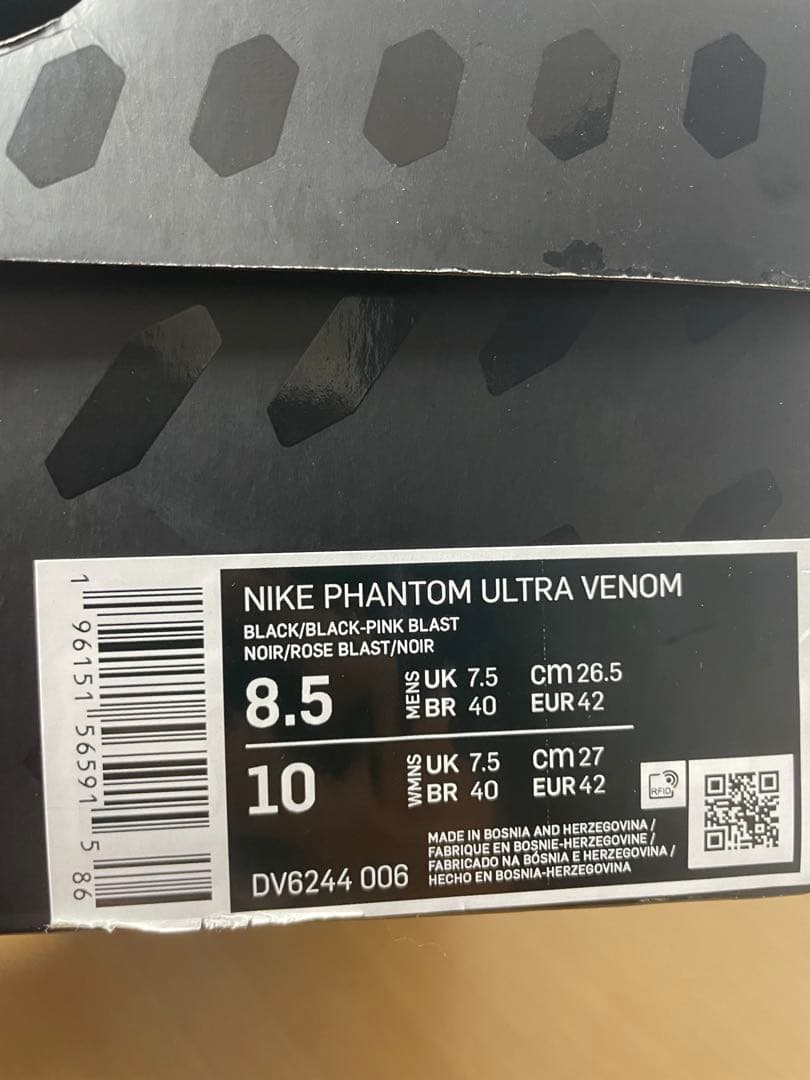 NIKE PHANTOM ULTRA VENOM
BLACK/BLACK-PINK BLAST
NOIR/ROSE BLAST/NOIR
8.5 MENS UK 7.5 cm 26.5
BR 40 EUR 42
10 WMNS UK 7.5 cm 27
BR 40 EUR 42
RFID
MADE IN BOSNIA AND HERZEGOVINA /
FABRIQUE EN BOSNIE-HERZEGOVINE /
FABRICADO NA BÓSNIA E HERZEGOVINA /
HECHO EN BOSNIA-HERZEGOVINA
DV6244 006
1 96151 56591 5 86